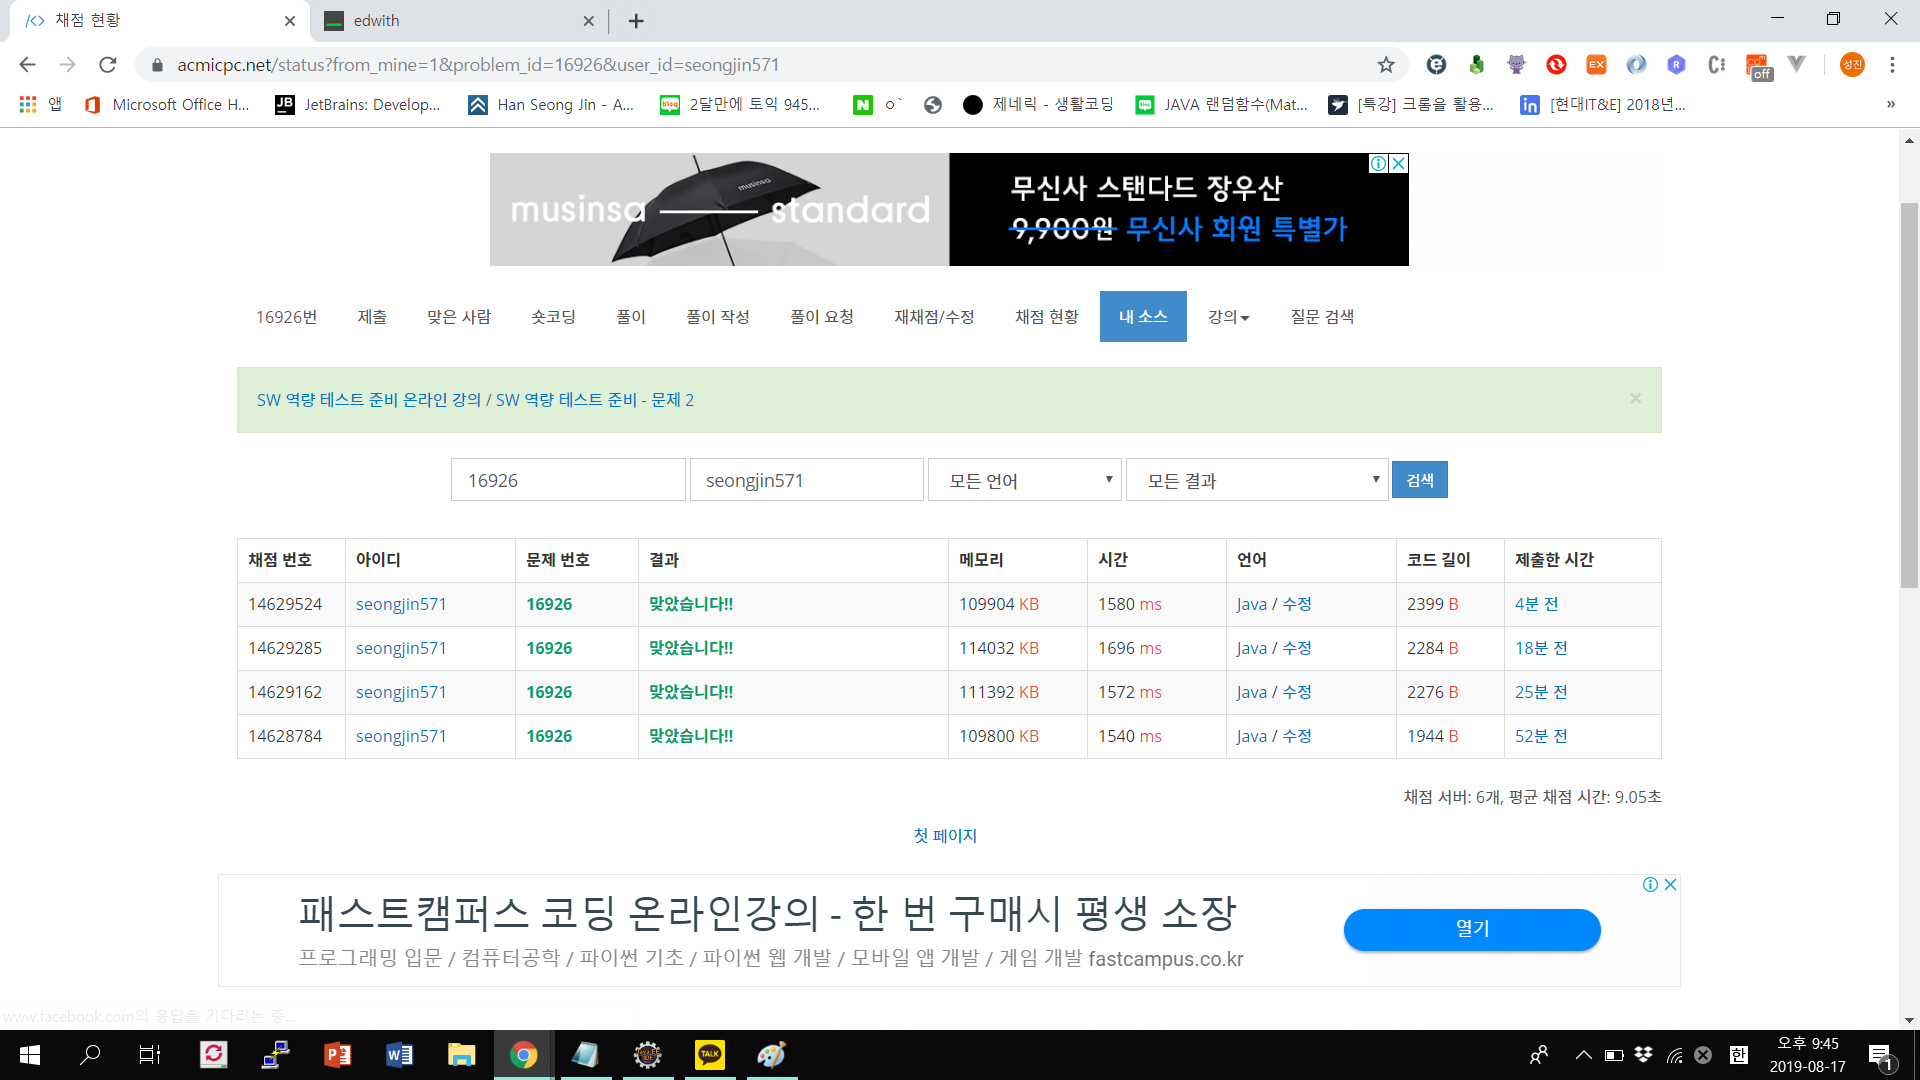 채점 현황
edwith
acmicpc.net/status?from_mine=1&problem_id=16926&user_id=seongjin571
off
성진
앱
Microsoft Office H...
JetBrains: Develop...
Han Seong Jin - A...
2달만에 토익 945...
ㅇ`
제네릭 - 생활코딩
JAVA 랜덤함수(Mat...
[특강] 크롬을 활용...
[현대IT&E] 2018년...
»
musinsa standard
musinsa
무신사 스탠다드 장우산
9,900원 무신사 회원 특별가
16926번 제출 맞은 사람 숏코딩 풀이 풀이 작성 풀이 요청 재채점/수정 채점 현황 내 소스 강의 질문 검색
SW 역량 테스트 준비 온라인 강의 / SW 역량 테스트 준비 - 문제 2
16926 seongjin571 모든 언어 모든 결과 검색
채점 번호 아이디 문제 번호 결과 메모리 시간 언어 코드 길이 제출한 시간
14629524 seongjin571 16926 맞았습니다!! 109904 KB 1580 ms Java / 수정 2399 B 4분 전
14629285 seongjin571 16926 맞았습니다!! 114032 KB 1696 ms Java / 수정 2284 B 18분 전
14629162 seongjin571 16926 맞았습니다!! 111392 KB 1572 ms Java / 수정 2276 B 25분 전
14628784 seongjin571 16926 맞았습니다!! 109800 KB 1540 ms Java / 수정 1944 B 52분 전
채점 서버: 6개, 평균 채점 시간: 9.05초
첫 페이지
패스트캠퍼스 코딩 온라인강의 - 한 번 구매시 평생 소장
프로그래밍 입문 / 컴퓨터공학 / 파이썬 기초 / 파이썬 웹 개발 / 모바일 앱 개발 / 게임 개발 fastcampus.co.kr
열기
www.facebook.com의 응답을 기다리는 중...
TALK
한
오후 9:45
2019-08-17
1